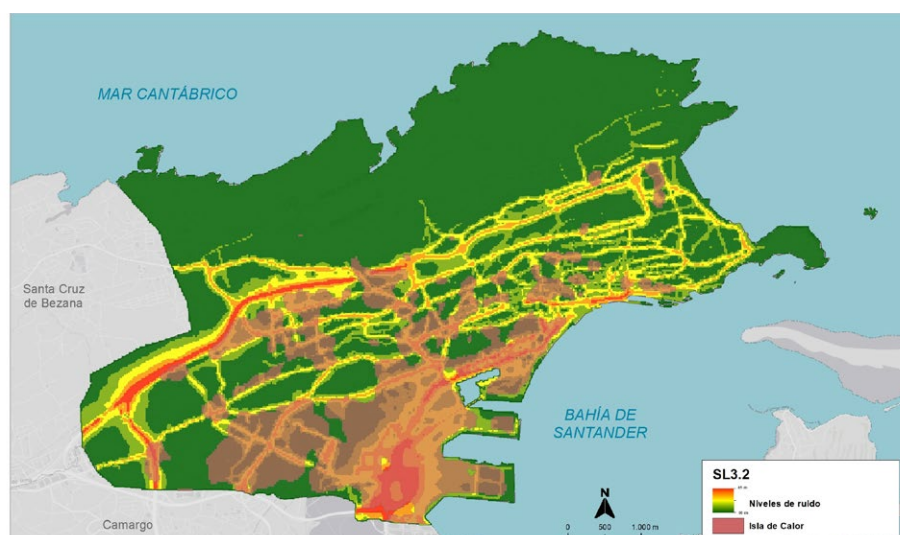 MAR CANTÁBRICO
Santa Cruz
de Bezana
BAHÍA DE
SANTANDER
Camargo
N
0 500 1.000 m
SL3.2
Niveles de ruido
Isla de Calor